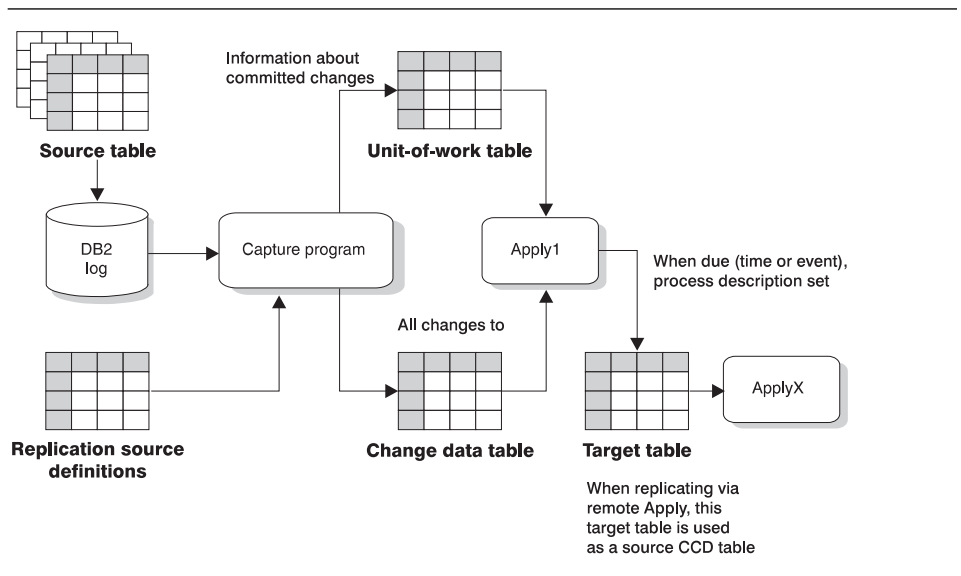 Information about
committed changes
Source table
Unit-of-work table
DB2
log
Capture program
Apply1
When due (time or event),
process description set
All changes to
ApplyX
Replication source
definitions
Change data table
Target table
When replicating via
remote Apply, this
target table is used
as a source CCD table